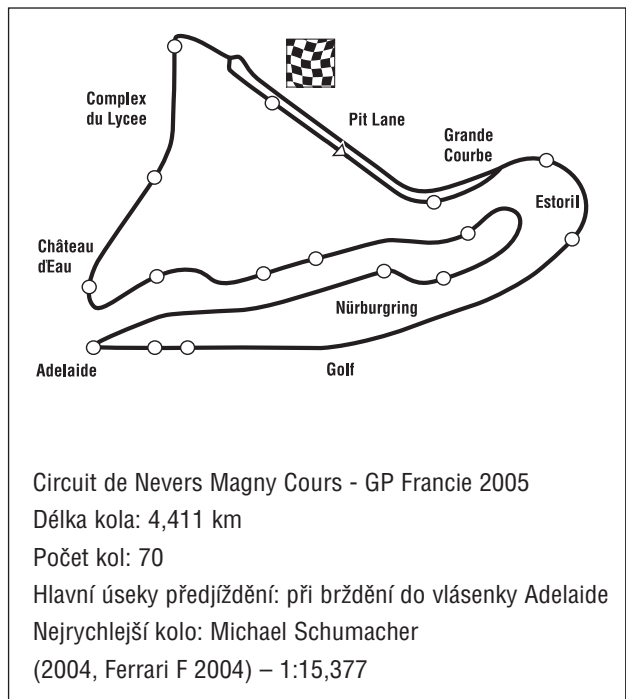 Complex
du Lycee
Pit Lane
Grande
Courbe
Estoril
Château
d'Eau
Nürburgring
Adelaide
Golf
Circuit de Nevers Magny Cours - GP Francie 2005
Délka kola: 4,411 km
Počet kol: 70
Hlavní úseky předjíždění: při brždění do vlásenky Adelaide
Nejrychlejší kolo: Michael Schumacher
(2004, Ferrari F 2004) – 1:15,377